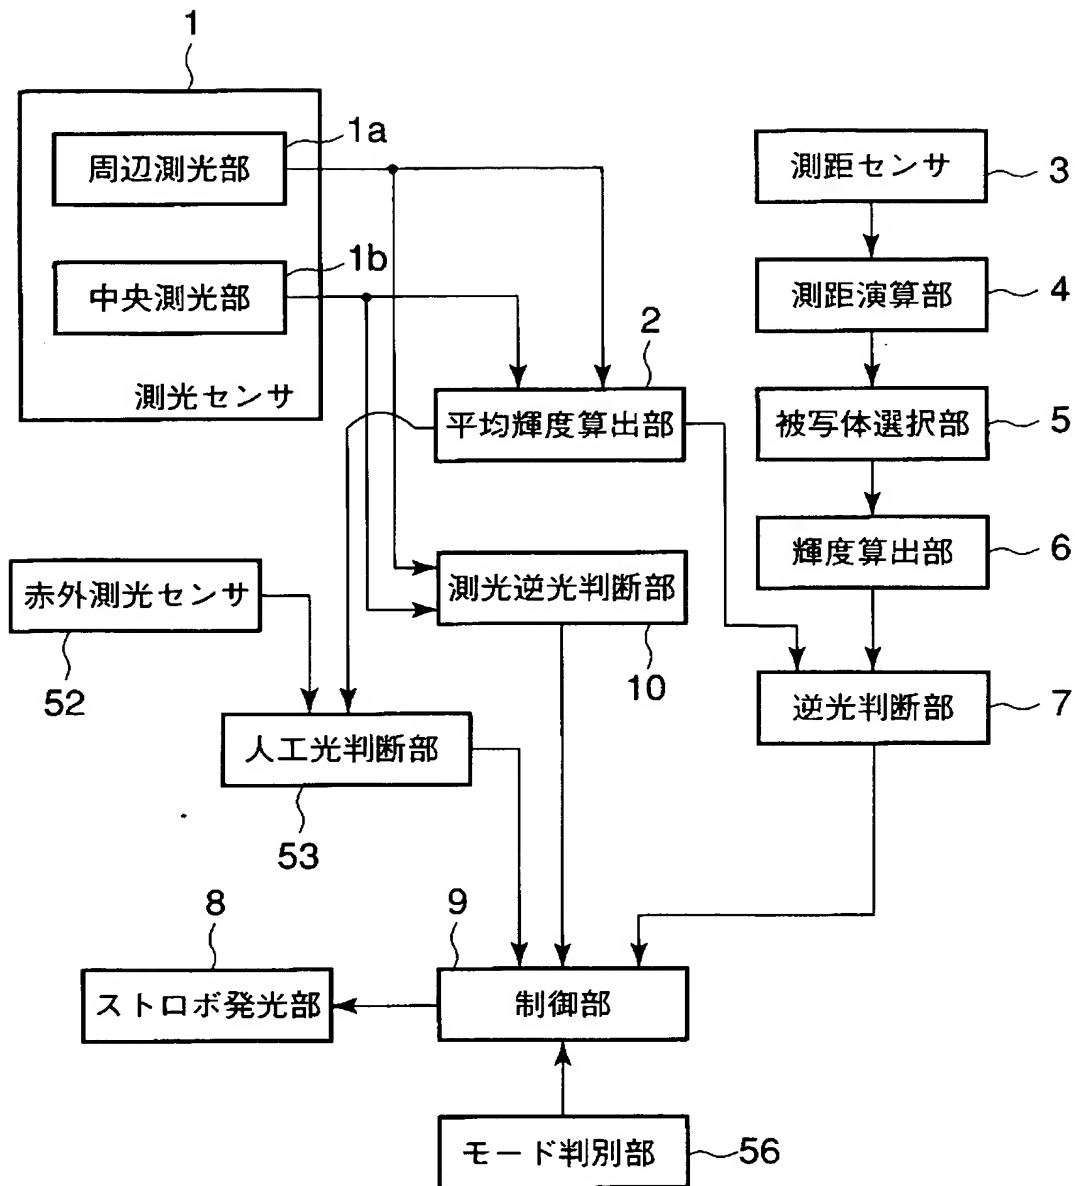 1
1a
周辺測光部
測距センサ
3
1b
中央測光部
測距演算部
4
2
測光センサ
平均輝度算出部
被写体選択部
5
輝度算出部
6
赤外測光センサ
測光逆光判断部
52
10
逆光判断部
7
人工光判断部
53
8
9
ストロボ発光部
制御部
モード判別部
56